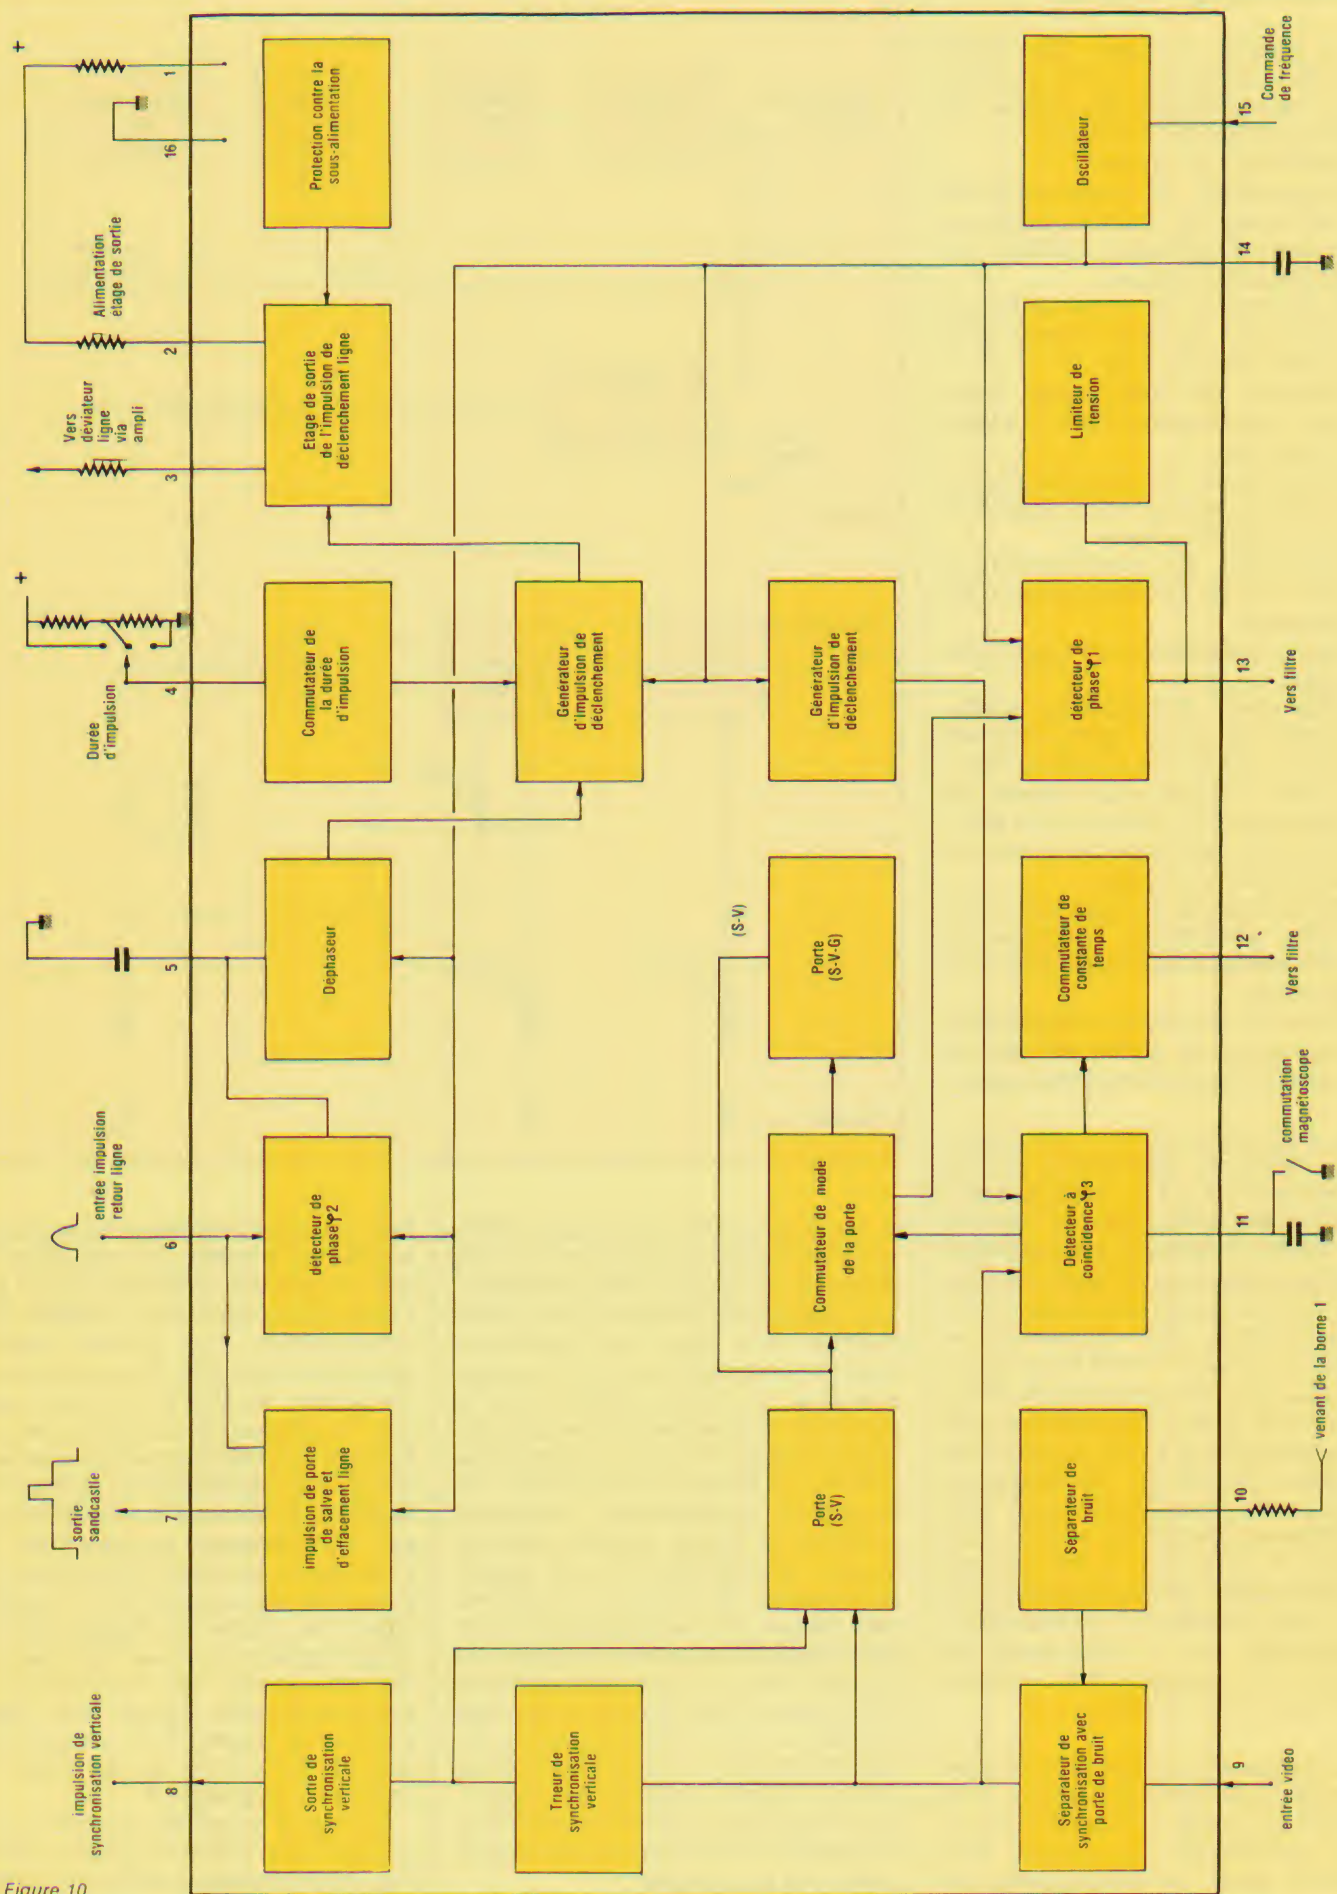 impulsion de
synchronisation verticale
8
sortie
sandcastle
7
entrée impulsion
retour ligne
6
5
Durée
d'impulsion
4
+
Vers
déviateur
ligne
via
ampli
3
Alimentation
étage de sortie
2
16
1
+
Sortie de
synchronisation
verticale
impulsion de porte
de salve et
d'effacement ligne
détecteur de
phase φ2
Déphaseur
Commutateur de
la durée
d'impulsion
Etage de sortie
de l'impulsion de
déclenchement ligne
Protection contre la
sous-alimentation
Trieur de
synchronisation
verticale
Générateur
d'impulsion de
déclenchement
Porte
(S-V)
Commutateur de mode
de la porte
(S-V)
Porte
(S-V-G)
Générateur
d'impulsion de
déclenchement
Séparateur de
synchronisation avec
porte de bruit
Séparateur de
bruit
Détecteur à
coïncidence φ3
Commutateur de
constante de
temps
détecteur de
phase φ1
Limiteur de
tension
Oscillateur
9
entrée video
10
venant de la borne 1
11
commutation
magnétoscope
12
Vers filtre
13
Vers filtre
14
15
Commande
de fréquence
Figure 10